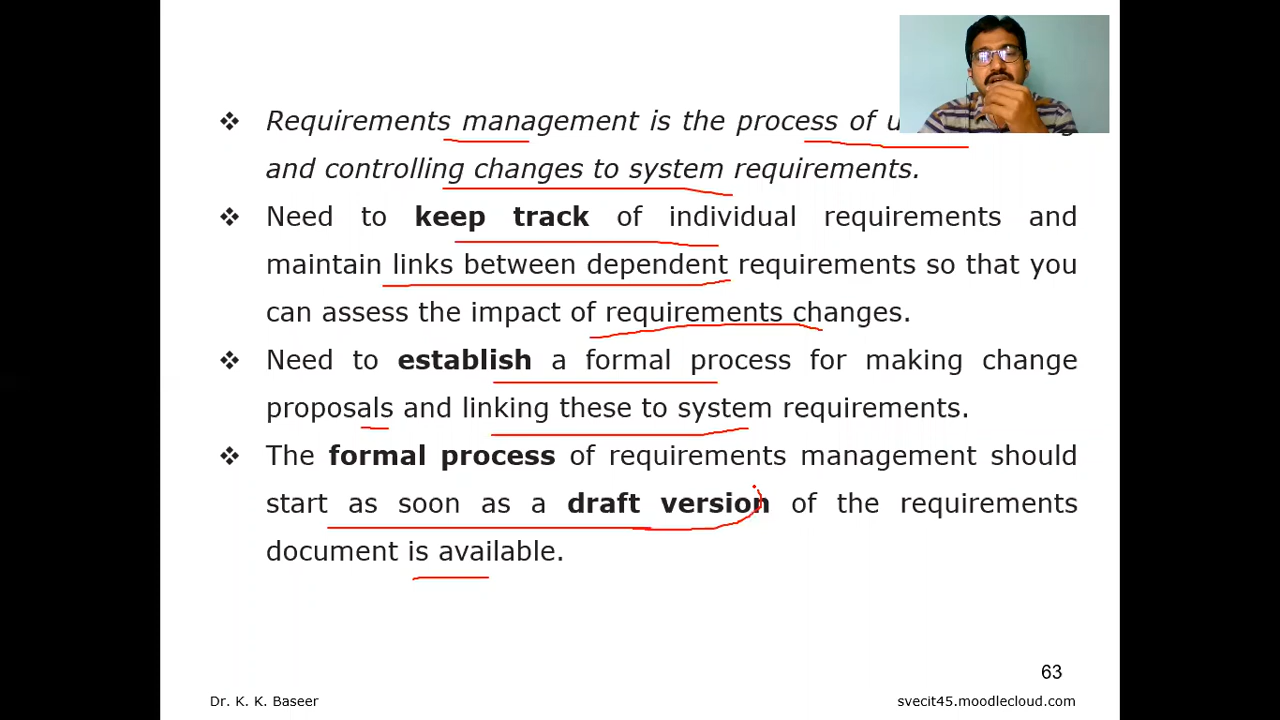 ❖ Requirements management is the process of
and controlling changes to system requirements.
❖ Need to keep track of individual requirements and
maintain links between dependent requirements so that you
can assess the impact of requirements changes.
❖ Need to establish a formal process for making change
proposals and linking these to system requirements.
❖ The formal process of requirements management should
start as soon as a draft version of the requirements
document is available.
63
Dr. K. K. Baseer
svecit45.moodlecloud.com